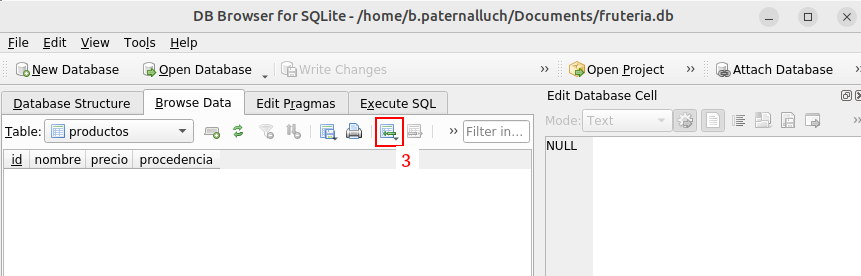 DB Browser for SQLite - /home/b.paternalluch/Documents/fruteria.db
File Edit View Tools Help
New Database Open Database Write Changes » Open Project » Attach Database
Database Structure Browse Data Edit Pragmas Execute SQL
Edit Database Cell
Table: productos » Filter in...
Mode: Text
3
id nombre precio procedencia
NULL